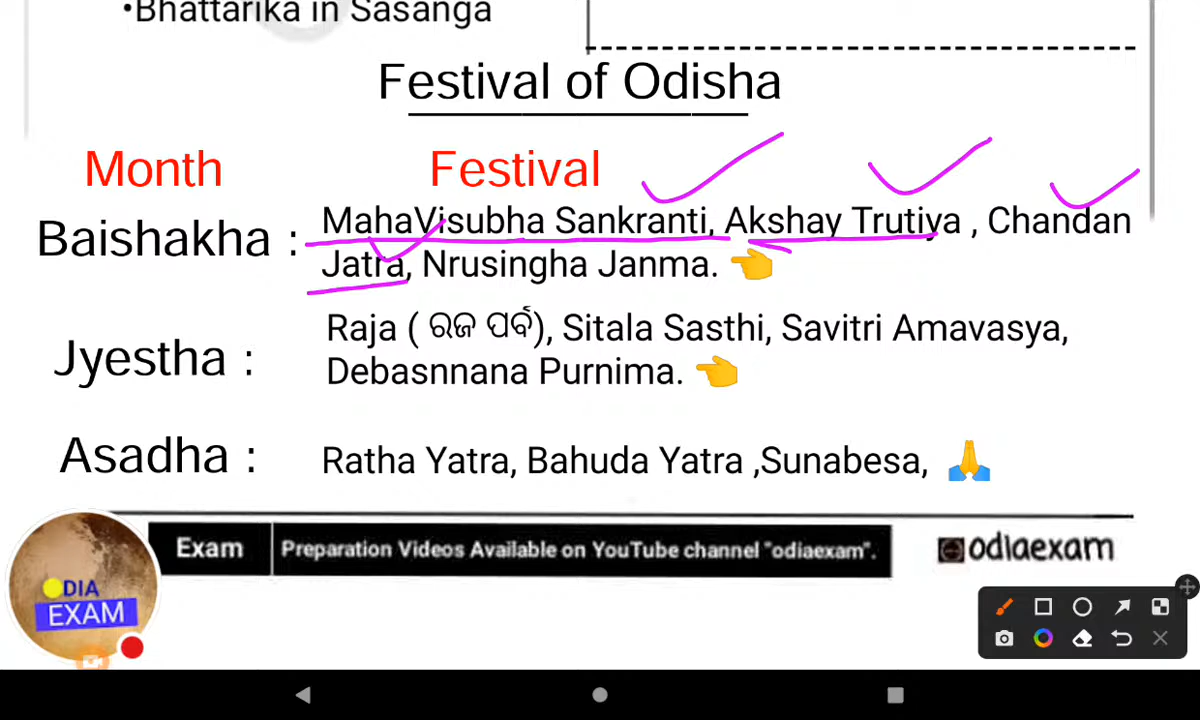 •Bhattarika in Sasanga
Festival of Odisha
Month Festival
Baishakha : MahaVisubha Sankranti, Akshay Trutiya , Chandan
Jatra, Nrusingha Janma.
Jyestha : Raja ( ରଜ ପର୍ବ), Sitala Sasthi, Savitri Amavasya,
Debasnnana Purnima.
Asadha : Ratha Yatra, Bahuda Yatra ,Sunabesa,
Exam Preparation Videos Available on YouTube channel "odiaexam".
odiaexam
ODIA
EXAM